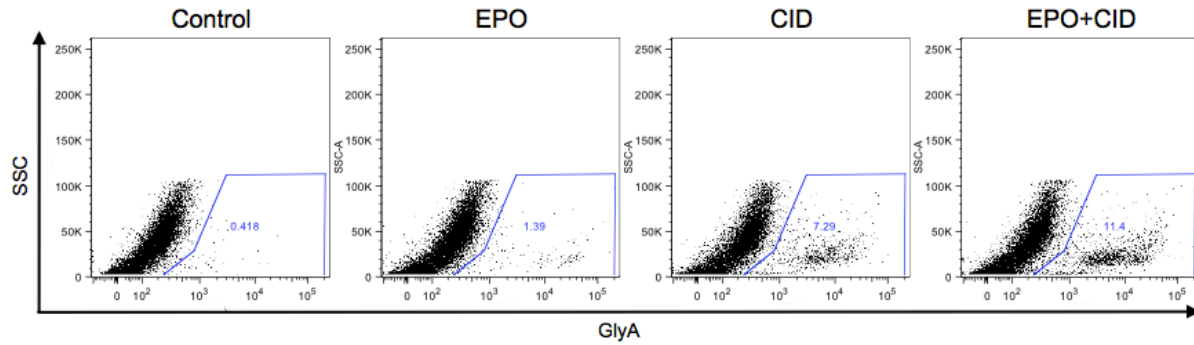 Control EPO CID EPO+CID
250K 250K 250K 250K
200K 200K 200K 200K
150K 150K 150K 150K
SSC SSC-A SSC-A SSC-A
100K 100K 100K 100K
0.418 1.39 7.29 11.4
50K 50K 50K 50K
0 0 0 0
0 10² 10³ 10⁴ 10⁵ 0 10² 10³ 10⁴ 10⁵ 0 10² 10³ 10⁴ 10⁵ 0 10² 10³ 10⁴ 10⁵
GlyA